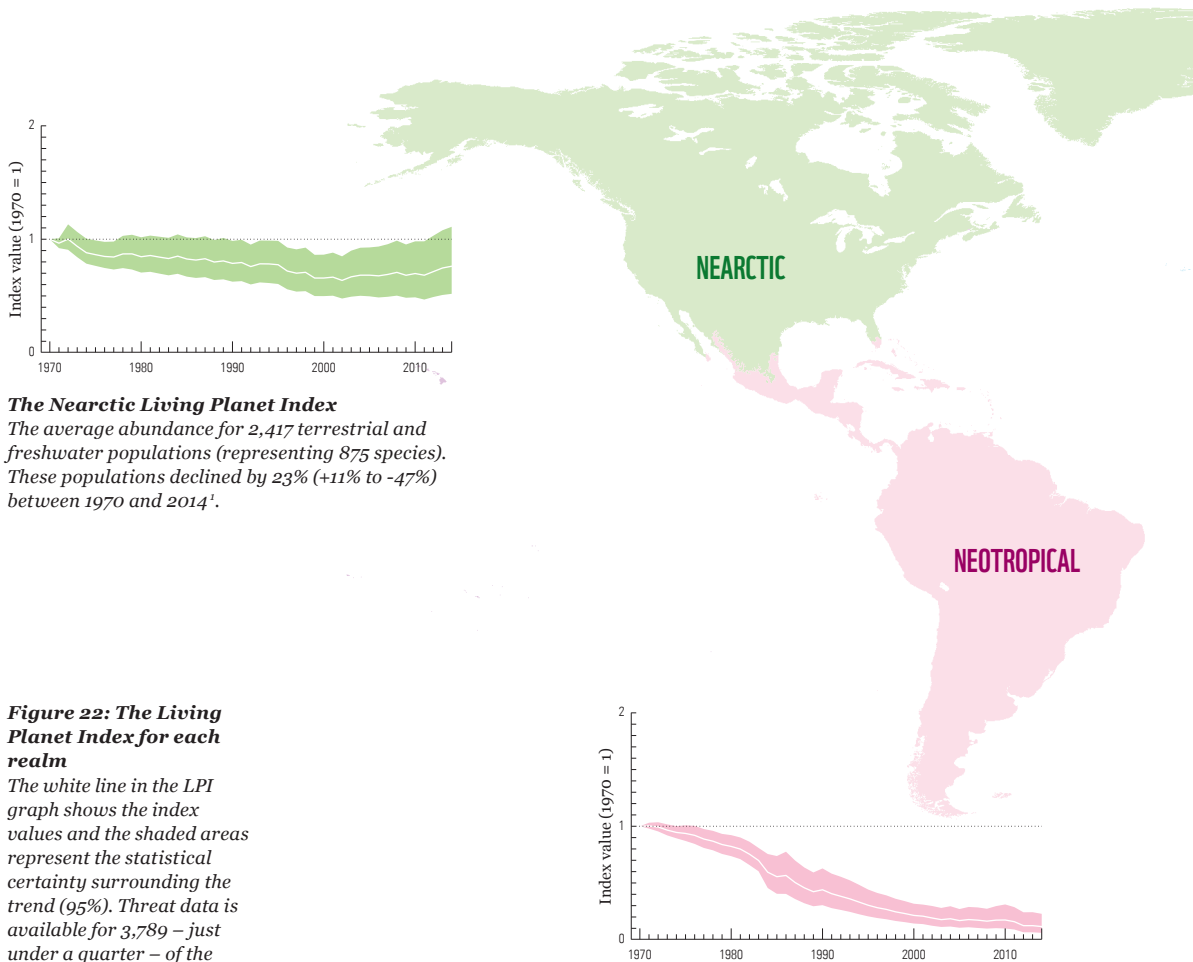 NEARCTIC
2
1
0
Index value (1970 = 1)
1970 1980 1990 2000 2010
The Nearctic Living Planet Index
The average abundance for 2,417 terrestrial and
freshwater populations (representing 875 species).
These populations declined by 23% (+11% to -47%)
between 1970 and 2014¹.
NEOTROPICAL
Figure 22: The Living
Planet Index for each
realm
The white line in the LPI
graph shows the index
values and the shaded areas
represent the statistical
certainty surrounding the
trend (95%). Threat data is
available for 3,789 – just
under a quarter – of the
2
1
0
Index value (1970 = 1)
1970 1980 1990 2000 2010